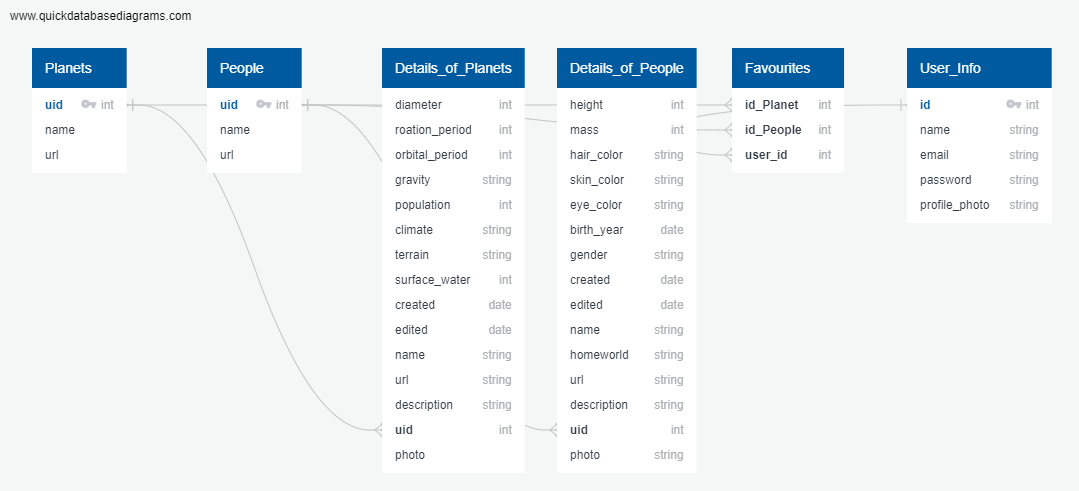 www.quickdatabasediagrams.com
Planets
uid int
name
url
People
uid int
name
url
Details_of_Planets
diameter int
roation_period int
orbital_period int
gravity string
population int
climate string
terrain string
surface_water int
created date
edited date
name string
url string
description string
uid int
photo
Details_of_People
height int
mass int
hair_color string
skin_color string
eye_color string
birth_year date
gender string
created date
edited date
name string
homeworld string
url string
description string
uid int
photo string
Favourites
id_Planet int
id_People int
user_id int
User_Info
id int
name string
email string
password string
profile_photo string